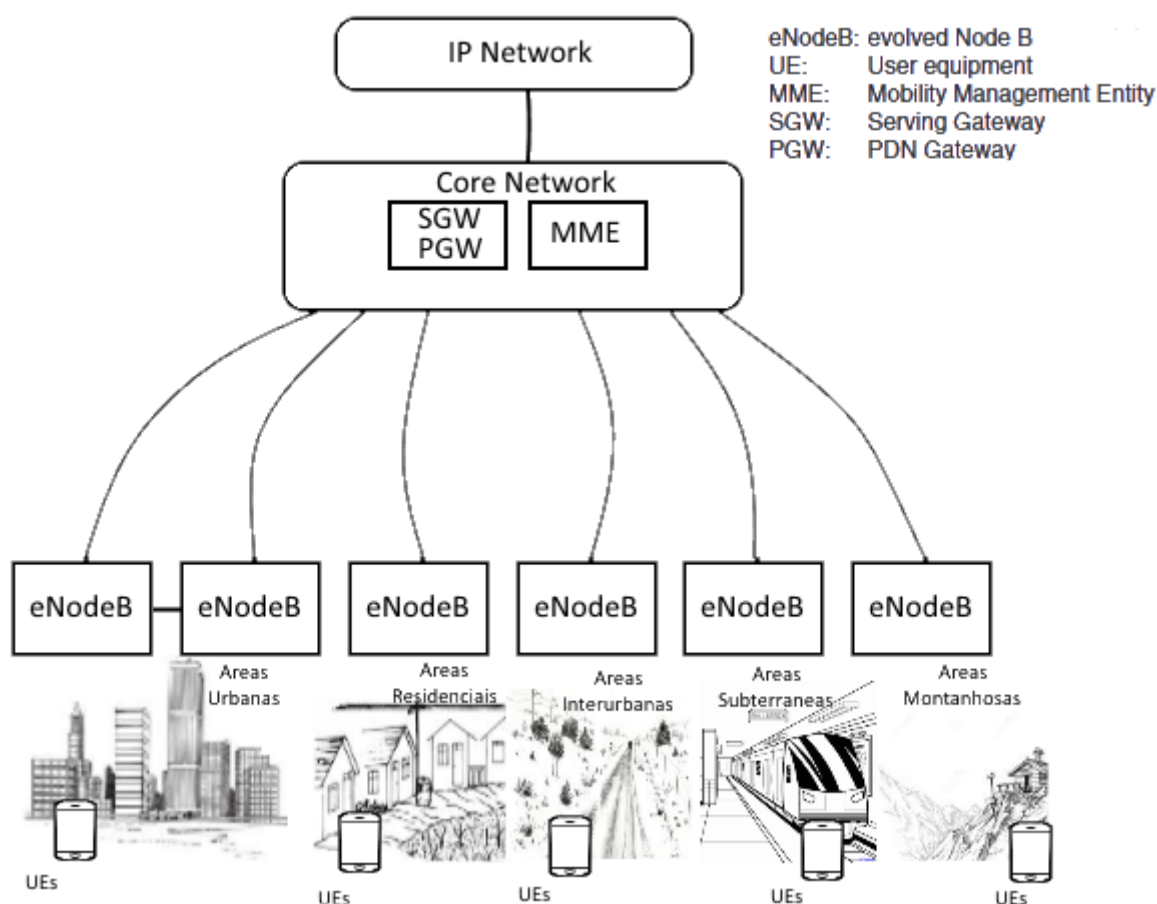 IP Network
eNodeB: evolved Node B
UE: User equipment
MME: Mobility Management Entity
SGW: Serving Gateway
PGW: PDN Gateway
Core Network
SGW
PGW
MME
eNodeB
eNodeB
eNodeB
eNodeB
eNodeB
eNodeB
Areas
Urbanas
Areas
Residenciais
Areas
Interurbanas
Areas
Subterraneas
Areas
Montanhosas
UEs
UEs
UEs
UEs
UEs